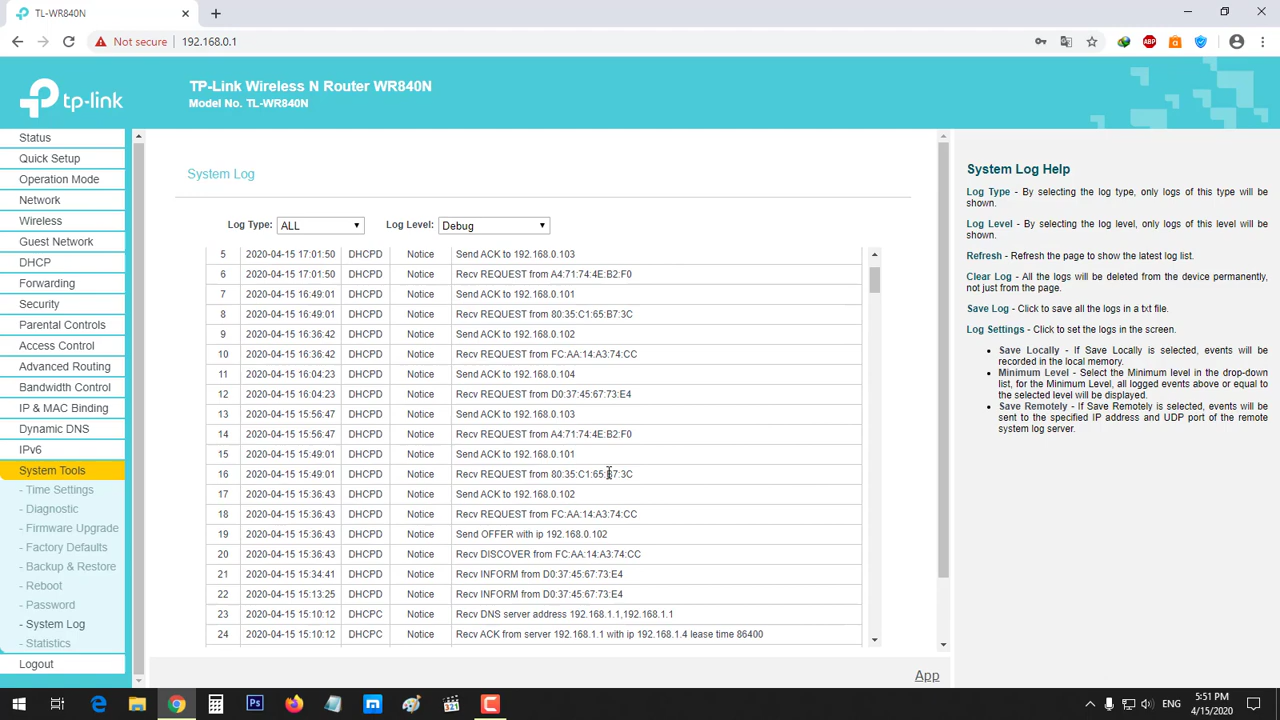 TL-WR840N
Not secure 192.168.0.1
TP-Link Wireless N Router WR840N
Model No. TL-WR840N
tp-link
Status
Quick Setup
Operation Mode
Network
Wireless
Guest Network
DHCP
Forwarding
Security
Parental Controls
Access Control
Advanced Routing
Bandwidth Control
IP & MAC Binding
Dynamic DNS
IPv6
System Tools
- Time Settings
- Diagnostic
- Firmware Upgrade
- Factory Defaults
- Backup & Restore
- Reboot
- Password
- System Log
- Statistics
Logout
System Log
Log Type: ALL Log Level: Debug
5 2020-04-15 17:01:50 DHCPD Notice Send ACK to 192.168.0.103
6 2020-04-15 17:01:50 DHCPD Notice Recv REQUEST from A4:71:74:4E:B2:F0
7 2020-04-15 16:49:01 DHCPD Notice Send ACK to 192.168.0.101
8 2020-04-15 16:49:01 DHCPD Notice Recv REQUEST from 80:35:C1:65:B7:3C
9 2020-04-15 16:36:42 DHCPD Notice Send ACK to 192.168.0.102
10 2020-04-15 16:36:42 DHCPD Notice Recv REQUEST from FC:AA:14:A3:74:CC
11 2020-04-15 16:04:23 DHCPD Notice Send ACK to 192.168.0.104
12 2020-04-15 16:04:23 DHCPD Notice Recv REQUEST from D0:37:45:67:73:E4
13 2020-04-15 15:56:47 DHCPD Notice Send ACK to 192.168.0.103
14 2020-04-15 15:56:47 DHCPD Notice Recv REQUEST from A4:71:74:4E:B2:F0
15 2020-04-15 15:49:01 DHCPD Notice Send ACK to 192.168.0.101
16 2020-04-15 15:49:01 DHCPD Notice Recv REQUEST from 80:35:C1:65:B7:3C
17 2020-04-15 15:36:43 DHCPD Notice Send ACK to 192.168.0.102
18 2020-04-15 15:36:43 DHCPD Notice Recv REQUEST from FC:AA:14:A3:74:CC
19 2020-04-15 15:36:43 DHCPD Notice Send OFFER with ip 192.168.0.102
20 2020-04-15 15:36:43 DHCPD Notice Recv DISCOVER from FC:AA:14:A3:74:CC
21 2020-04-15 15:34:41 DHCPD Notice Recv INFORM from D0:37:45:67:73:E4
22 2020-04-15 15:13:25 DHCPD Notice Recv INFORM from D0:37:45:67:73:E4
23 2020-04-15 15:10:12 DHCPC Notice Recv DNS server address 192.168.1.1,192.168.1.1
24 2020-04-15 15:10:12 DHCPC Notice Recv ACK from server 192.168.1.1 with ip 192.168.1.4 lease time 86400
App
System Log Help
Log Type - By selecting the log type, only logs of this type will be
shown.
Log Level - By selecting the log level, only logs of this level will be
shown.
Refresh - Refresh the page to show the latest log list.
Clear Log - All the logs will be deleted from the device permanently,
not just from the page.
Save Log - Click to save all the logs in a txt file.
Log Settings - Click to set the logs in the screen.
Save Locally - If Save Locally is selected, events will be
recorded in the local memory.
Minimum Level - Select the Minimum level in the drop-down
list, for the Minimum Level, all logged events above or equal to
the selected level will be displayed.
Save Remotely - If Save Remotely is selected, events will be
sent to the specified IP address and UDP port of the remote
system log server.
ABP
Ps
321
ENG
5:51 PM
4/15/2020